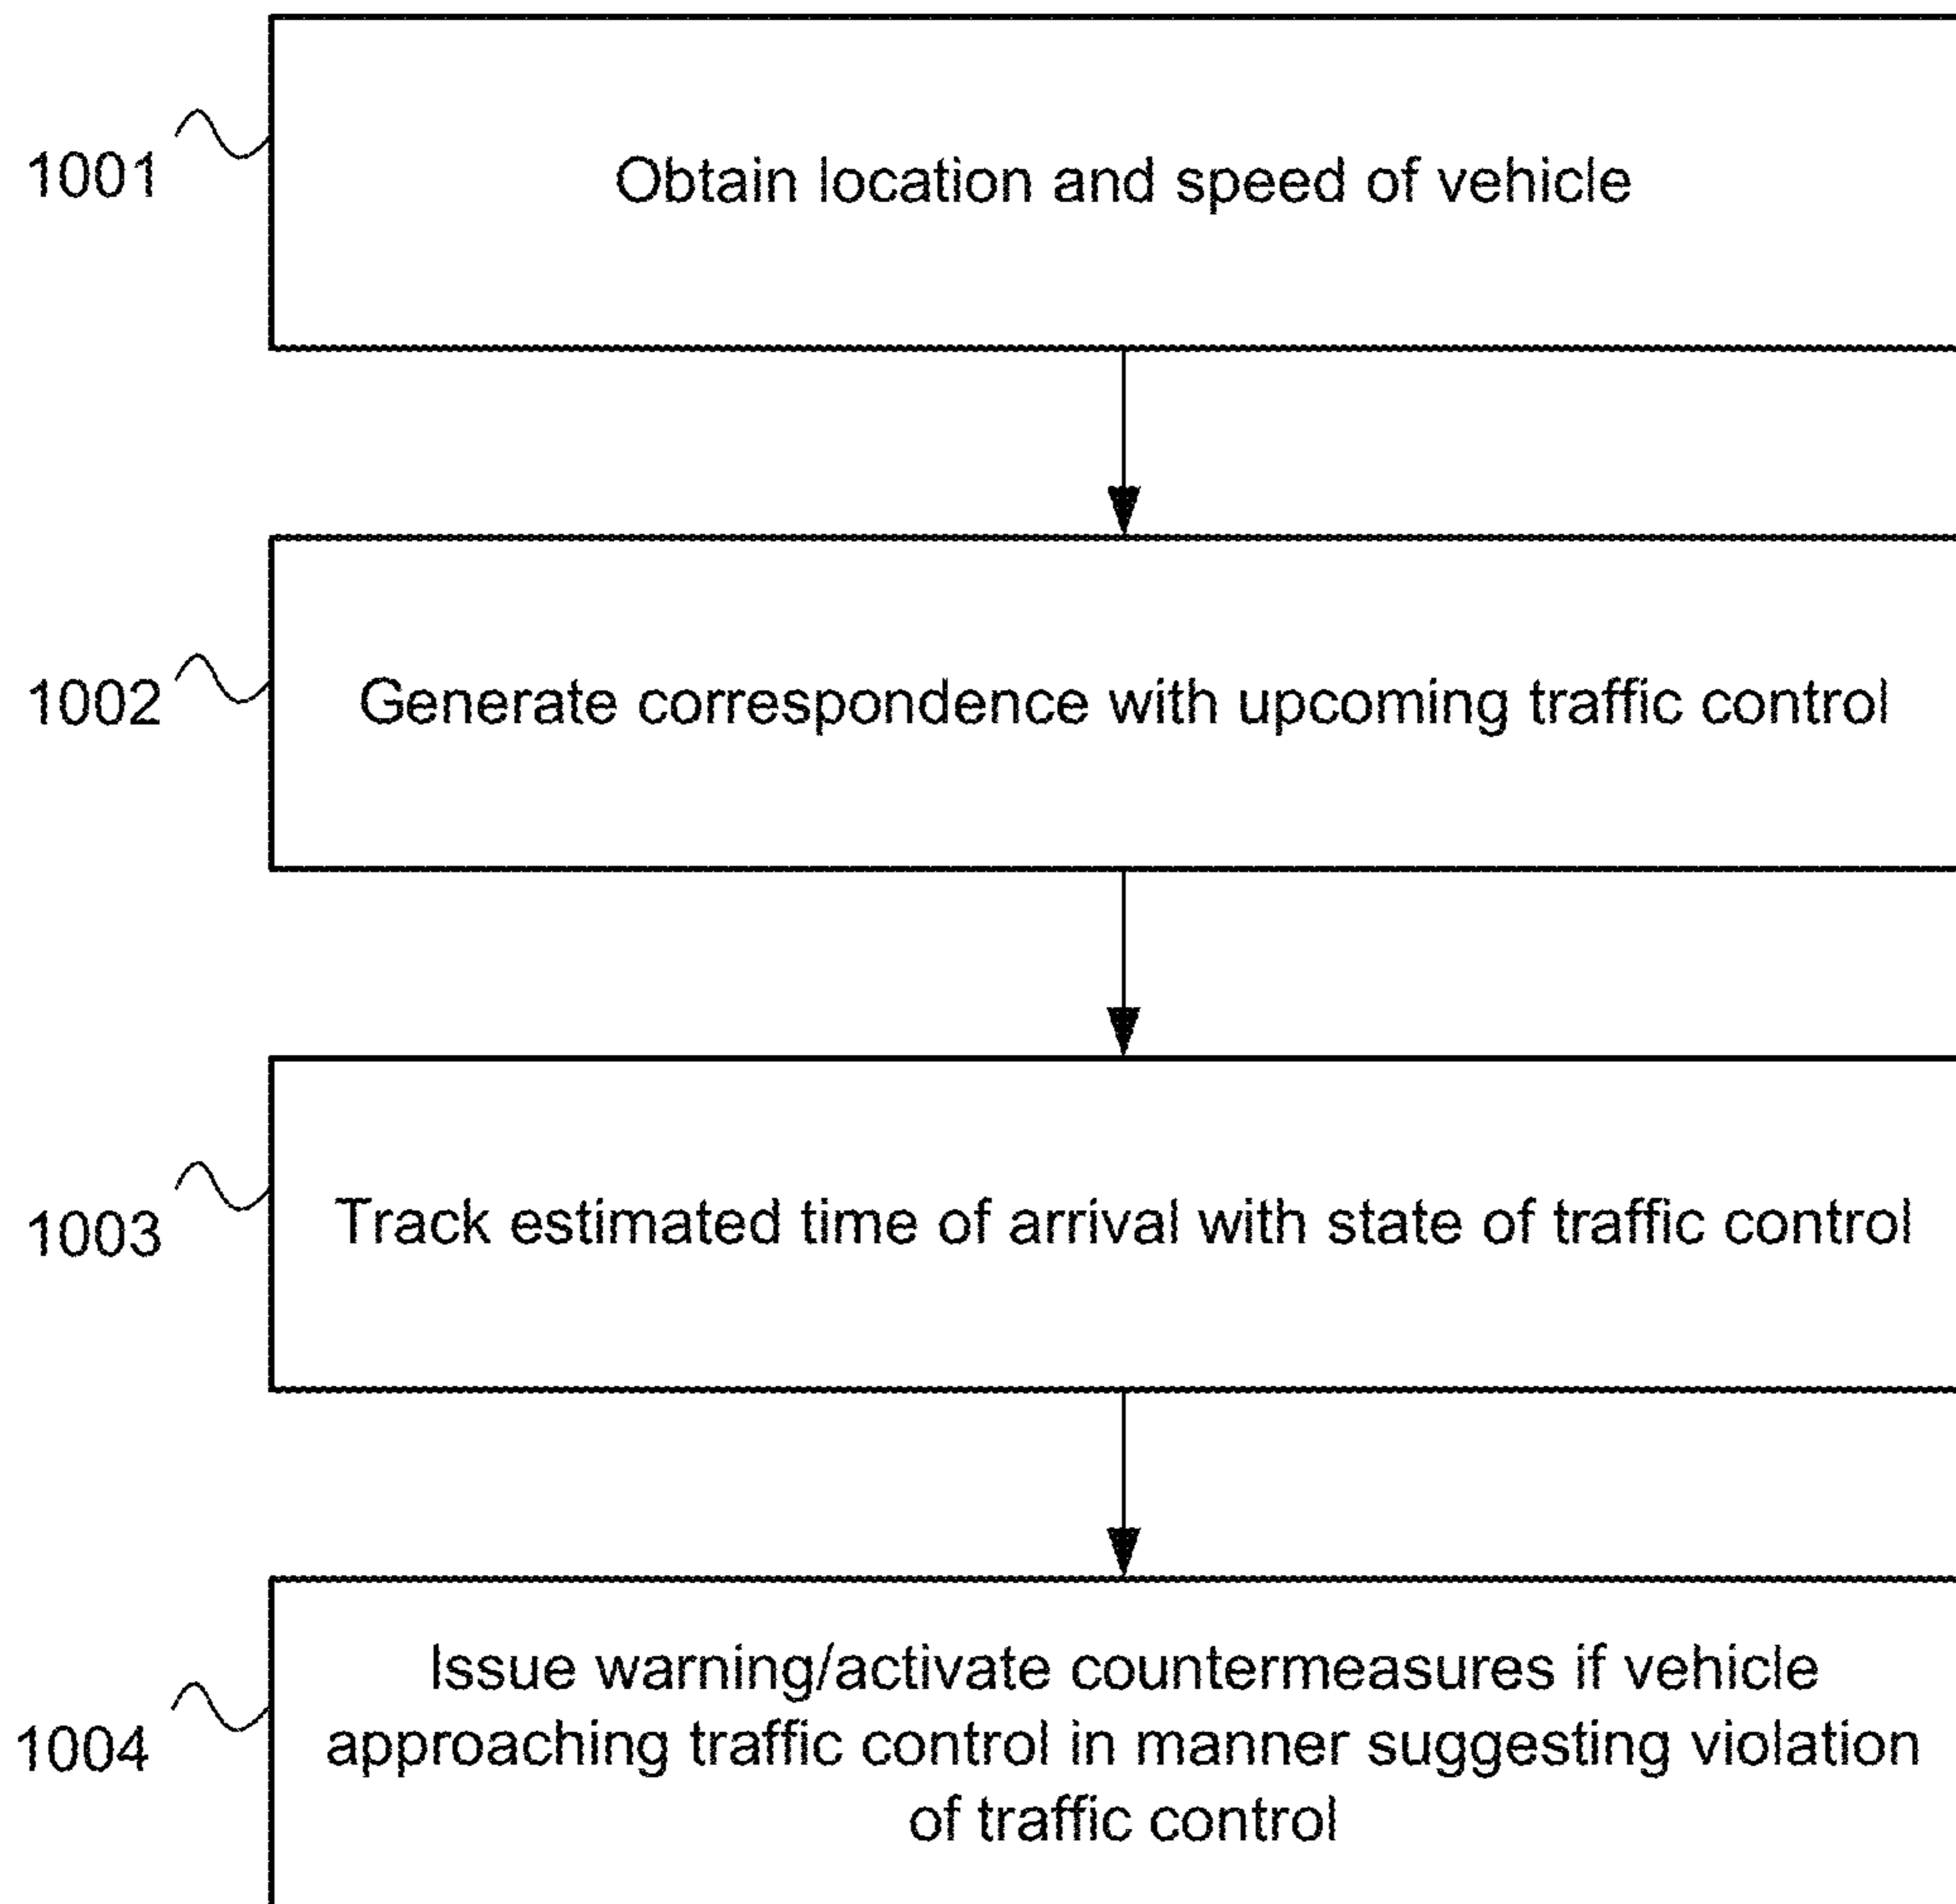 1001
Obtain location and speed of vehicle
1002
Generate correspondence with upcoming traffic control
1003
Track estimated time of arrival with state of traffic control
1004
Issue warning/activate countermeasures if vehicle
approaching traffic control in manner suggesting violation
of traffic control